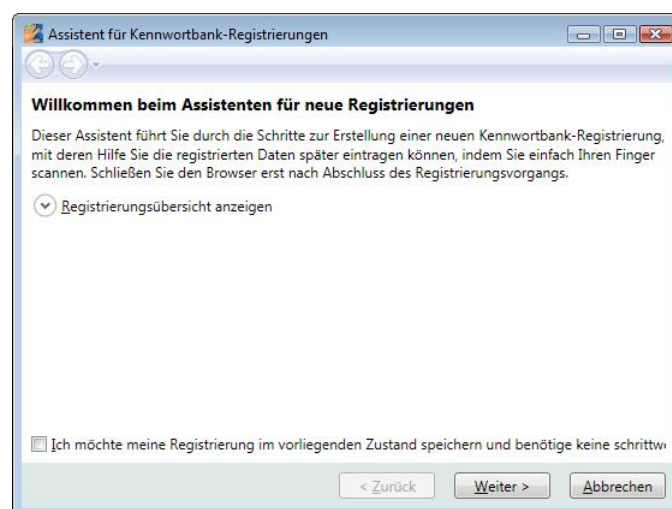 Assistent für Kennwortbank-Registrierungen
Willkommen beim Assistenten für neue Registrierungen
Dieser Assistent führt Sie durch die Schritte zur Erstellung einer neuen Kennwortbank-Registrierung,
mit deren Hilfe Sie die registrierten Daten später eintragen können, indem Sie einfach Ihren Finger
scannen. Schließen Sie den Browser erst nach Abschluss des Registrierungsvorgangs.
Registrierungsübersicht anzeigen
Ich möchte meine Registrierung im vorliegenden Zustand speichern und benötige keine
< Zurück Weiter > Abbrechen